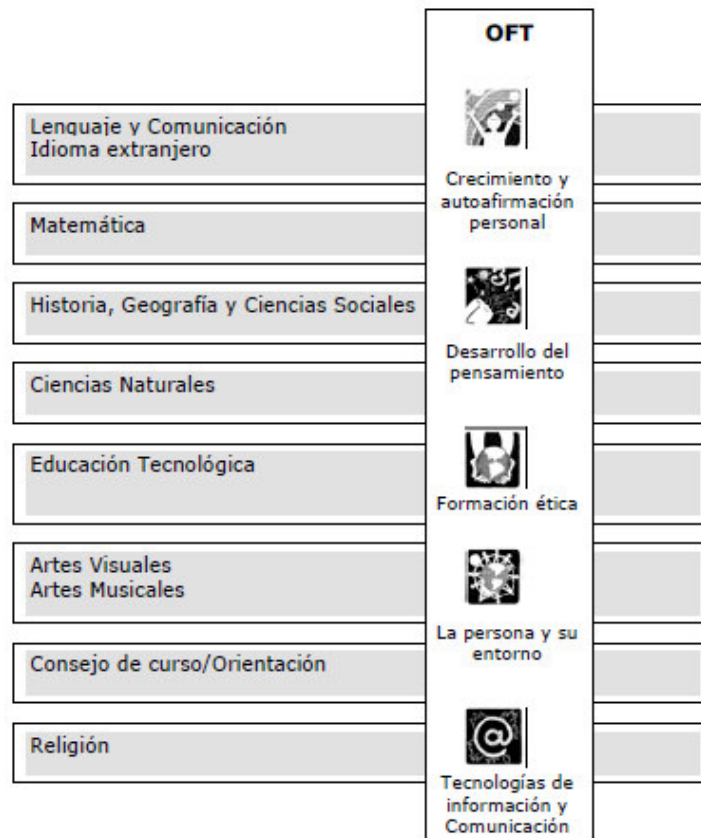 OFT
Lenguaje y Comunicación
Idioma extranjero
Crecimiento y
autoafirmación
personal
Matemática
Historia, Geografía y Ciencias Sociales
Desarrollo del
pensamiento
Ciencias Naturales
Educación Tecnológica
Formación ética
Artes Visuales
Artes Musicales
La persona y su
entorno
Consejo de curso/Orientación
Religión
@
Tecnologías de
información y
Comunicación